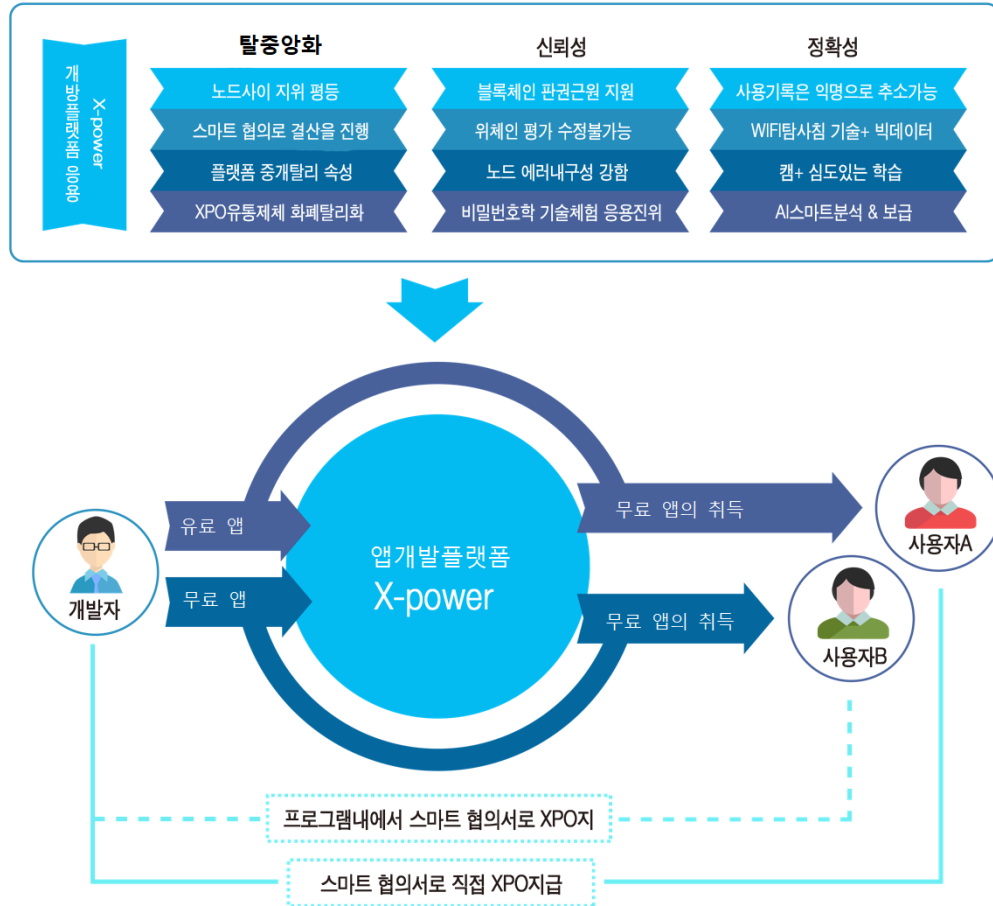 X-power
개방플랫폼 응용
탈중앙화
신뢰성
정확성
노드사이 지위 평등
블록체인 판권근원 지원
사용기록은 익명으로 추소가능
스마트 협의로 결산을 진행
위체인 평가 수정불가능
WIFI탐사침 기술+ 빅데이터
플랫폼 중개탈리 속성
노드 에러내구성 강함
캠+ 심도있는 학습
XPO유통제체 화폐탈리화
비밀번호학 기술체험 응용진위
AI스마트분석 & 보급
유료 앱
무료 앱의 취득
사용자A
앱개발플랫폼
X-power
개발자
무료 앱
무료 앱의 취득
사용자B
프로그램내에서 스마트 협의서로 XPO지
스마트 협의서로 직접 XPO지급